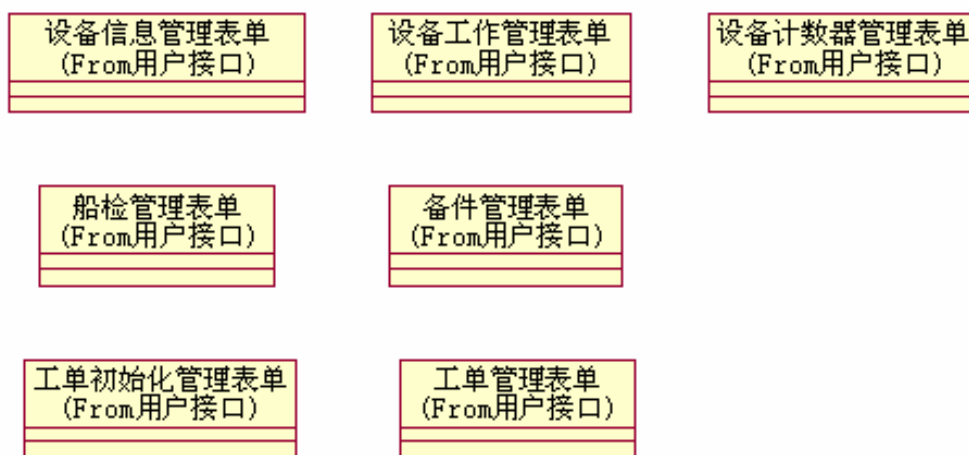 设备信息管理表单
(From用户接口)
设备工作管理表单
(From用户接口)
设备计数器管理表单
(From用户接口)
船检管理表单
(From用户接口)
备件管理表单
(From用户接口)
工单初始化管理表单
(From用户接口)
工单管理表单
(From用户接口)